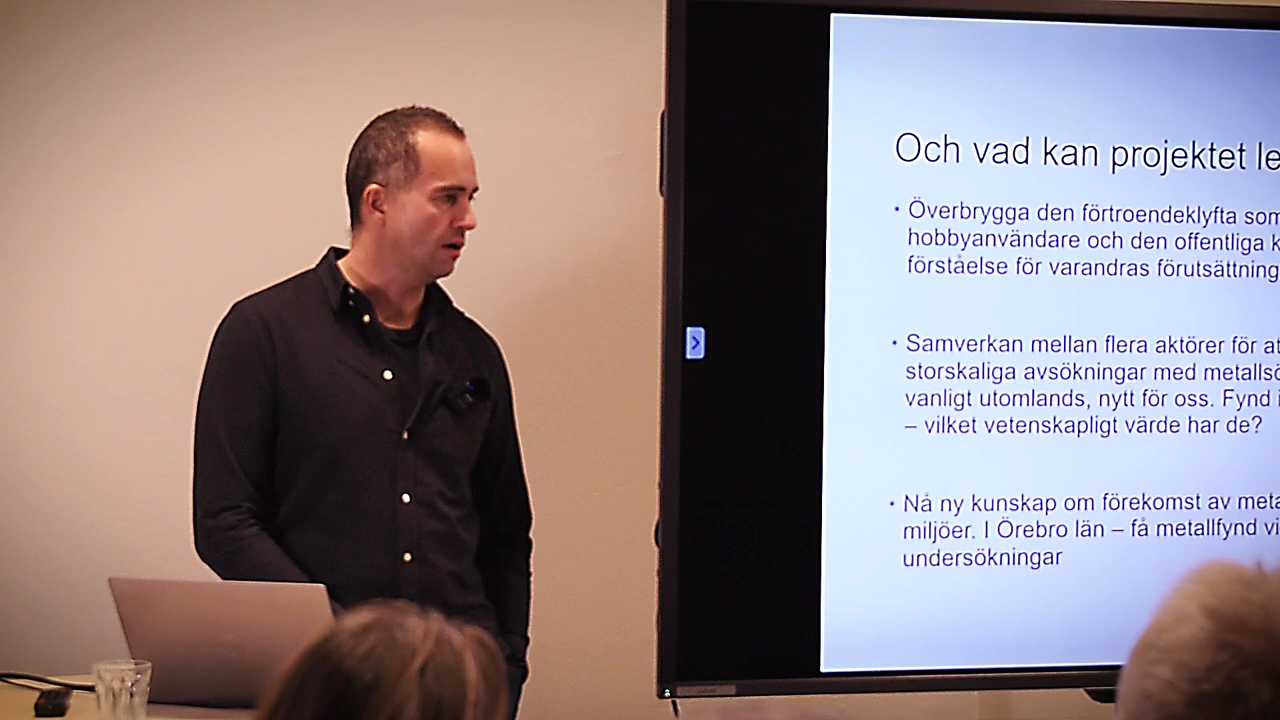 Och vad kan projektet le
• Överbrygga den förtroendeklyfta som
hobbyanvändare och den offentliga k
förståelse för varandras förutsättning
• Samverkan mellan flera aktörer för at
storskaliga avsökningar med metallsö
vanligt utomlands, nytt för oss. Fynd i
– vilket vetenskapligt värde har de?
• Nå ny kunskap om förekomst av meta
miljöer. I Örebro län – få metallfynd vi
undersökningar